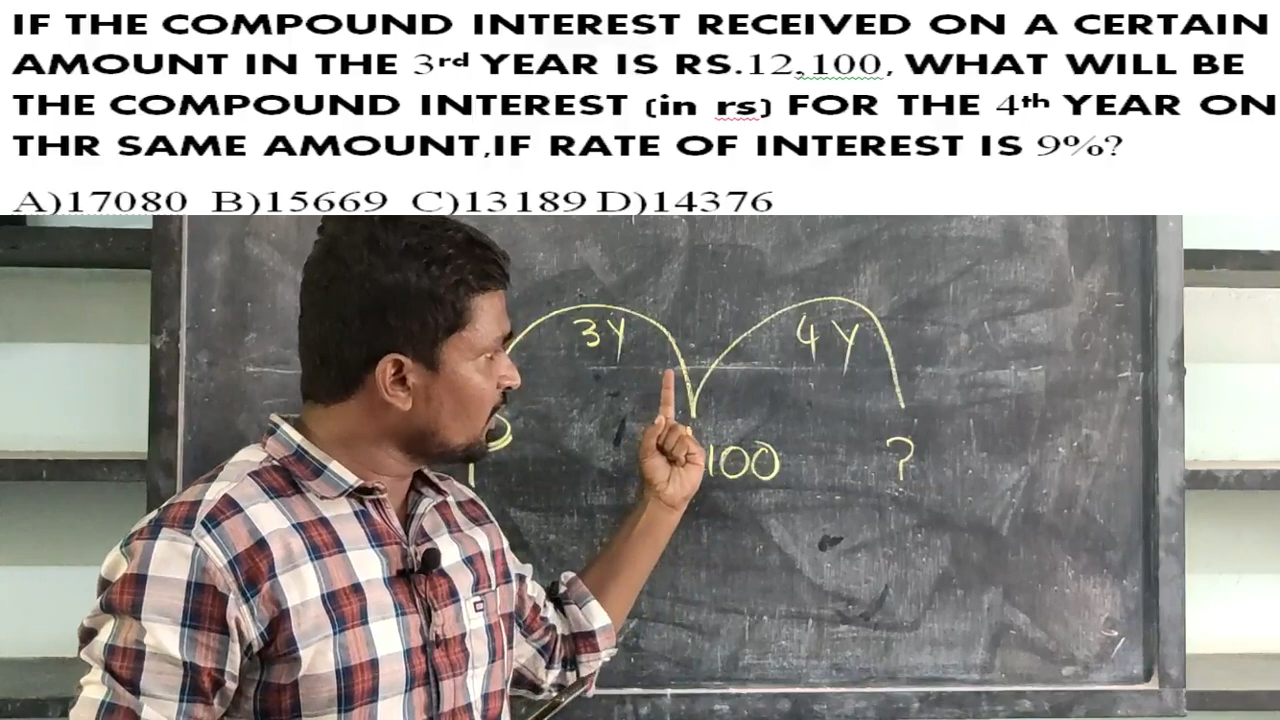 IF THE COMPOUND INTEREST RECEIVED ON A CERTAIN
AMOUNT IN THE 3rd YEAR IS RS.12,100, WHAT WILL BE
THE COMPOUND INTEREST (in rs) FOR THE 4th YEAR ON
THR SAME AMOUNT,IF RATE OF INTEREST IS 9%?
A)17080 B)15669 C)13189 D)14376
3Y 4Y
100 ?